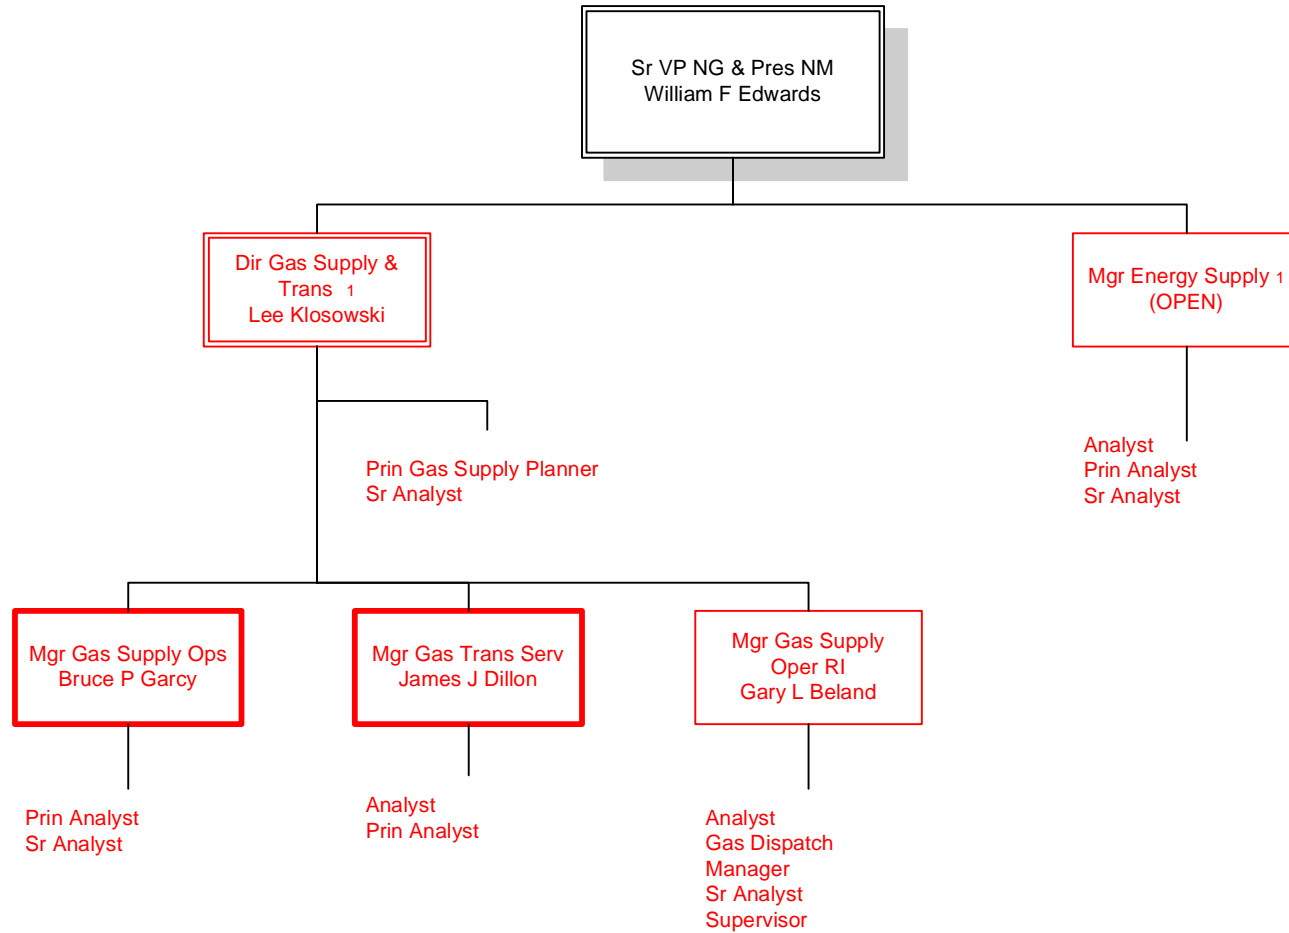 Sr VP NG & Pres NM
William F Edwards
Dir Gas Supply &
Trans 1
Lee Klosowski
Mgr Energy Supply 1
(OPEN)
Prin Gas Supply Planner
Sr Analyst
Analyst
Prin Analyst
Sr Analyst
Mgr Gas Supply Ops
Bruce P Garcy
Mgr Gas Trans Serv
James J Dillon
Mgr Gas Supply
Oper RI
Gary L Beland
Prin Analyst
Sr Analyst
Analyst
Prin Analyst
Analyst
Gas Dispatch
Manager
Sr Analyst
Supervisor